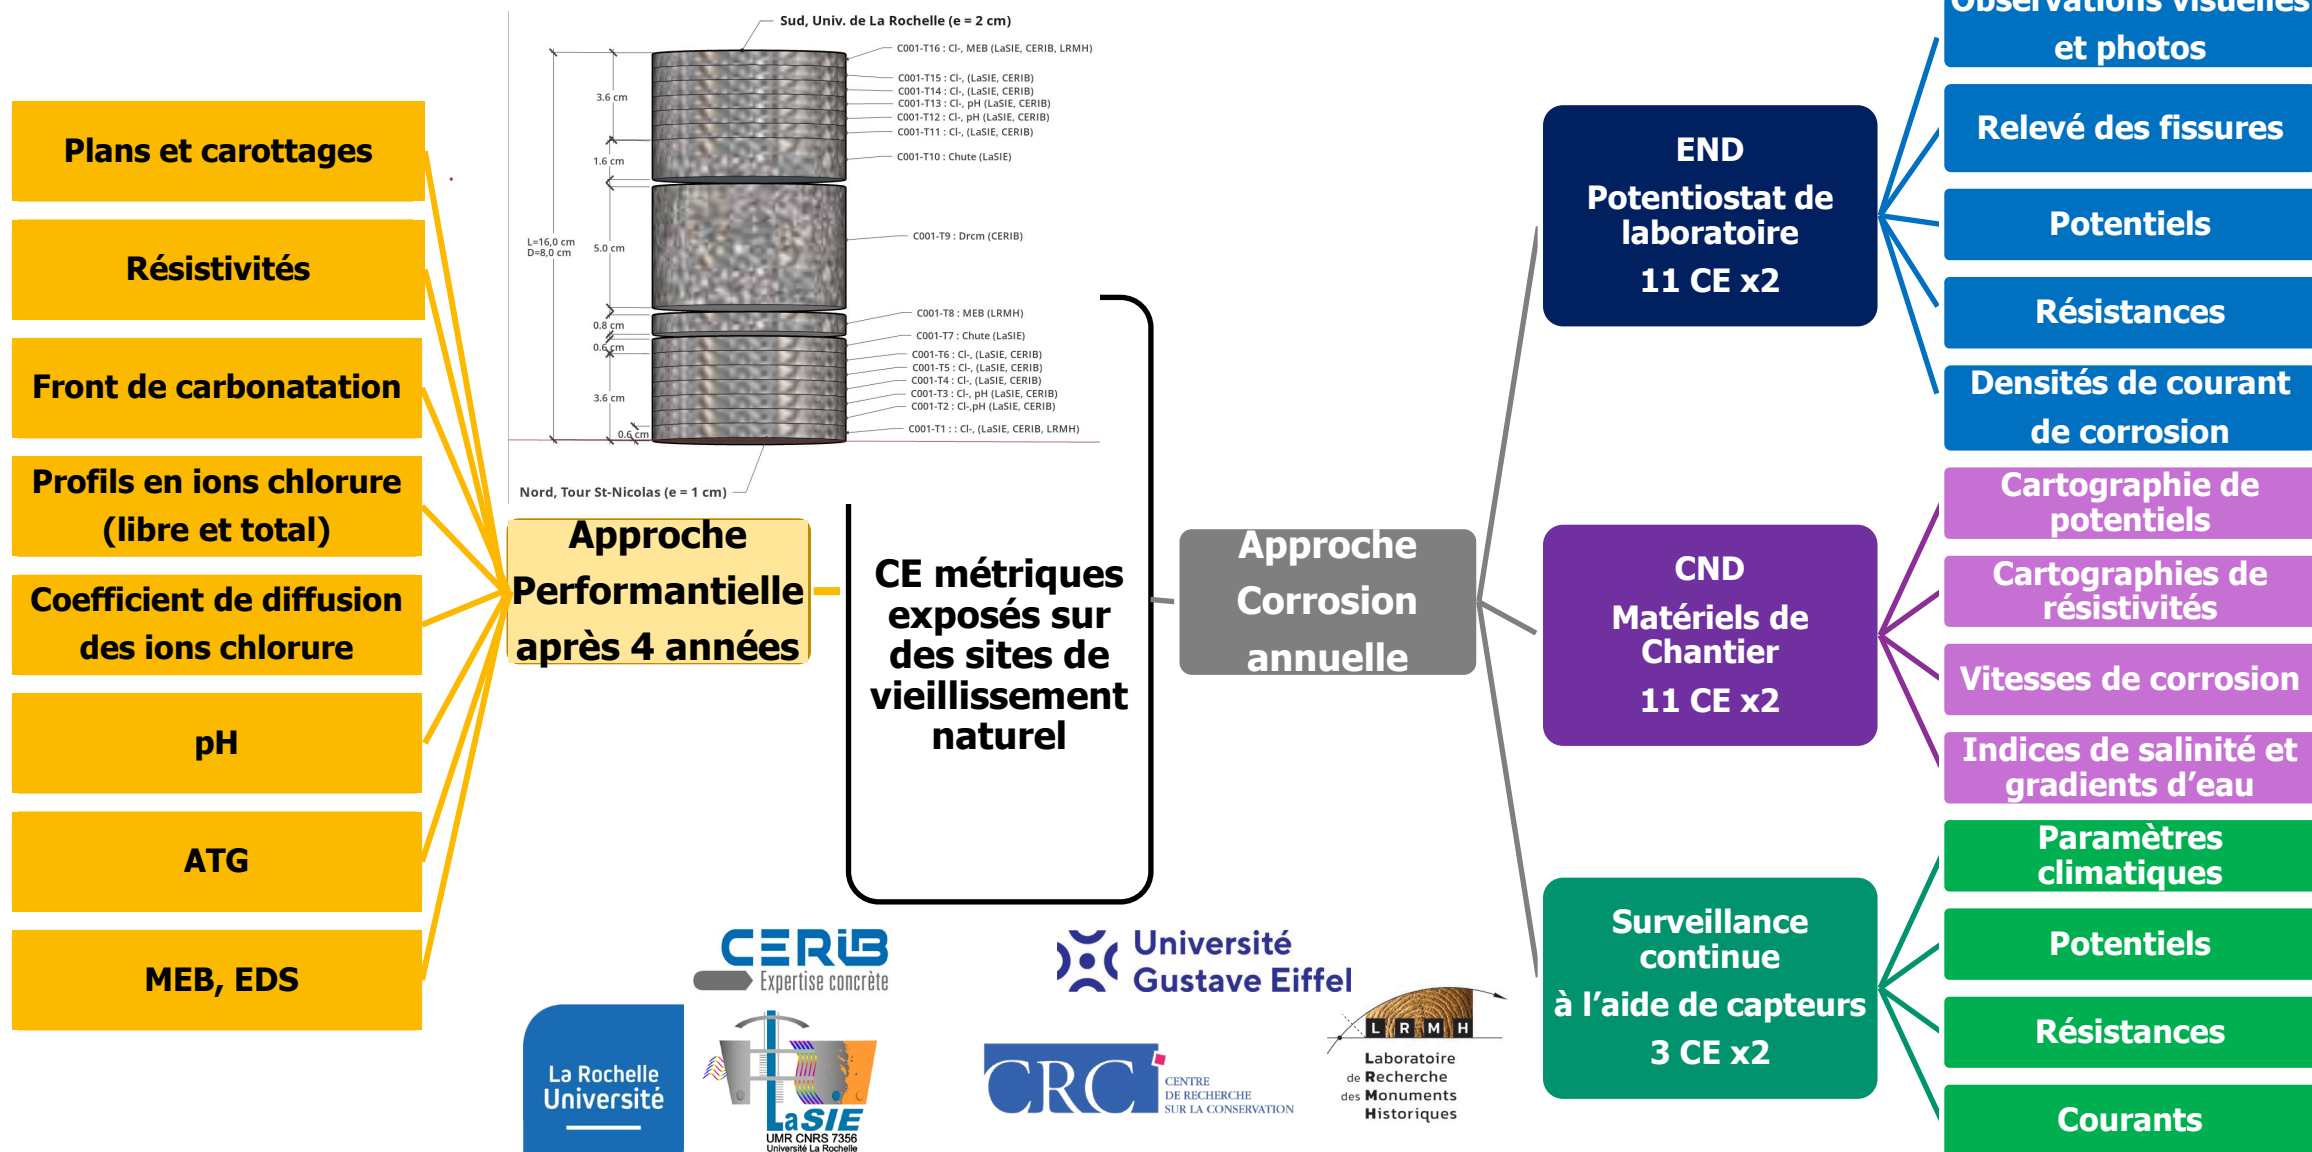 Plans et carottages
Résistivités
Front de carbonatation
Profils en ions chlorure
(libre et total)
Coefficient de diffusion
des ions chlorure
pH
ATG
MEB, EDS
Sud, Univ. de La Rochelle (e = 2 cm)
C001-T16 : Cl-, MEB (LaSIE, CERIB, LRMH)
C001-T15 : Cl-, (LaSIE, CERIB)
C001-T14 : Cl-, (LaSIE, CERIB)
C001-T13 : Cl-, pH (LaSIE, CERIB)
C001-T12 : Cl-, pH (LaSIE, CERIB)
C001-T11 : Cl-, (LaSIE, CERIB)
C001-T10 : Chute (LaSIE)
C001-T9 : Drcm (CERIB)
C001-T8 : MEB (LRMH)
C001-T7 : Chute (LaSIE)
C001-T6 : Cl-, (LaSIE, CERIB)
C001-T5 : Cl-, (LaSIE, CERIB)
C001-T4 : Cl-, (LaSIE, CERIB)
C001-T3 : Cl-, pH (LaSIE, CERIB)
C001-T2 : Cl-,pH (LaSIE, CERIB)
C001-T1 : : Cl-, (LaSIE, CERIB, LRMH)
3.6 cm
1.6 cm
L=16,0 cm
D=8,0 cm
5.0 cm
0.8 cm
0.6 cm
3.6 cm
0.6 cm
Nord, Tour St-Nicolas (e = 1 cm)
Approche
Performantielle
après 4 années
CE métriques
exposés sur
des sites de
vieillissement
naturel
Approche
Corrosion
annuelle
END
Potentiostat de
laboratoire
11 CE x2
CND
Matériels de
Chantier
11 CE x2
Surveillance
continue
à l’aide de capteurs
3 CE x2
Observations visuelles
et photos
Relevé des fissures
Potentiels
Résistances
Densités de courant
de corrosion
Cartographie de
potentiels
Cartographies de
résistivités
Vitesses de corrosion
Indices de salinité et
gradients d’eau
Paramètres
climatiques
Potentiels
Résistances
Courants
CERiB
Expertise concrète
Université
Gustave Eiffel
La Rochelle
Université
LaSIE
UMR CNRS 7356
Université La Rochelle
CRC
CENTRE
DE RECHERCHE
SUR LA CONSERVATION
LRMH
Laboratoire
de Recherche
des Monuments
Historiques